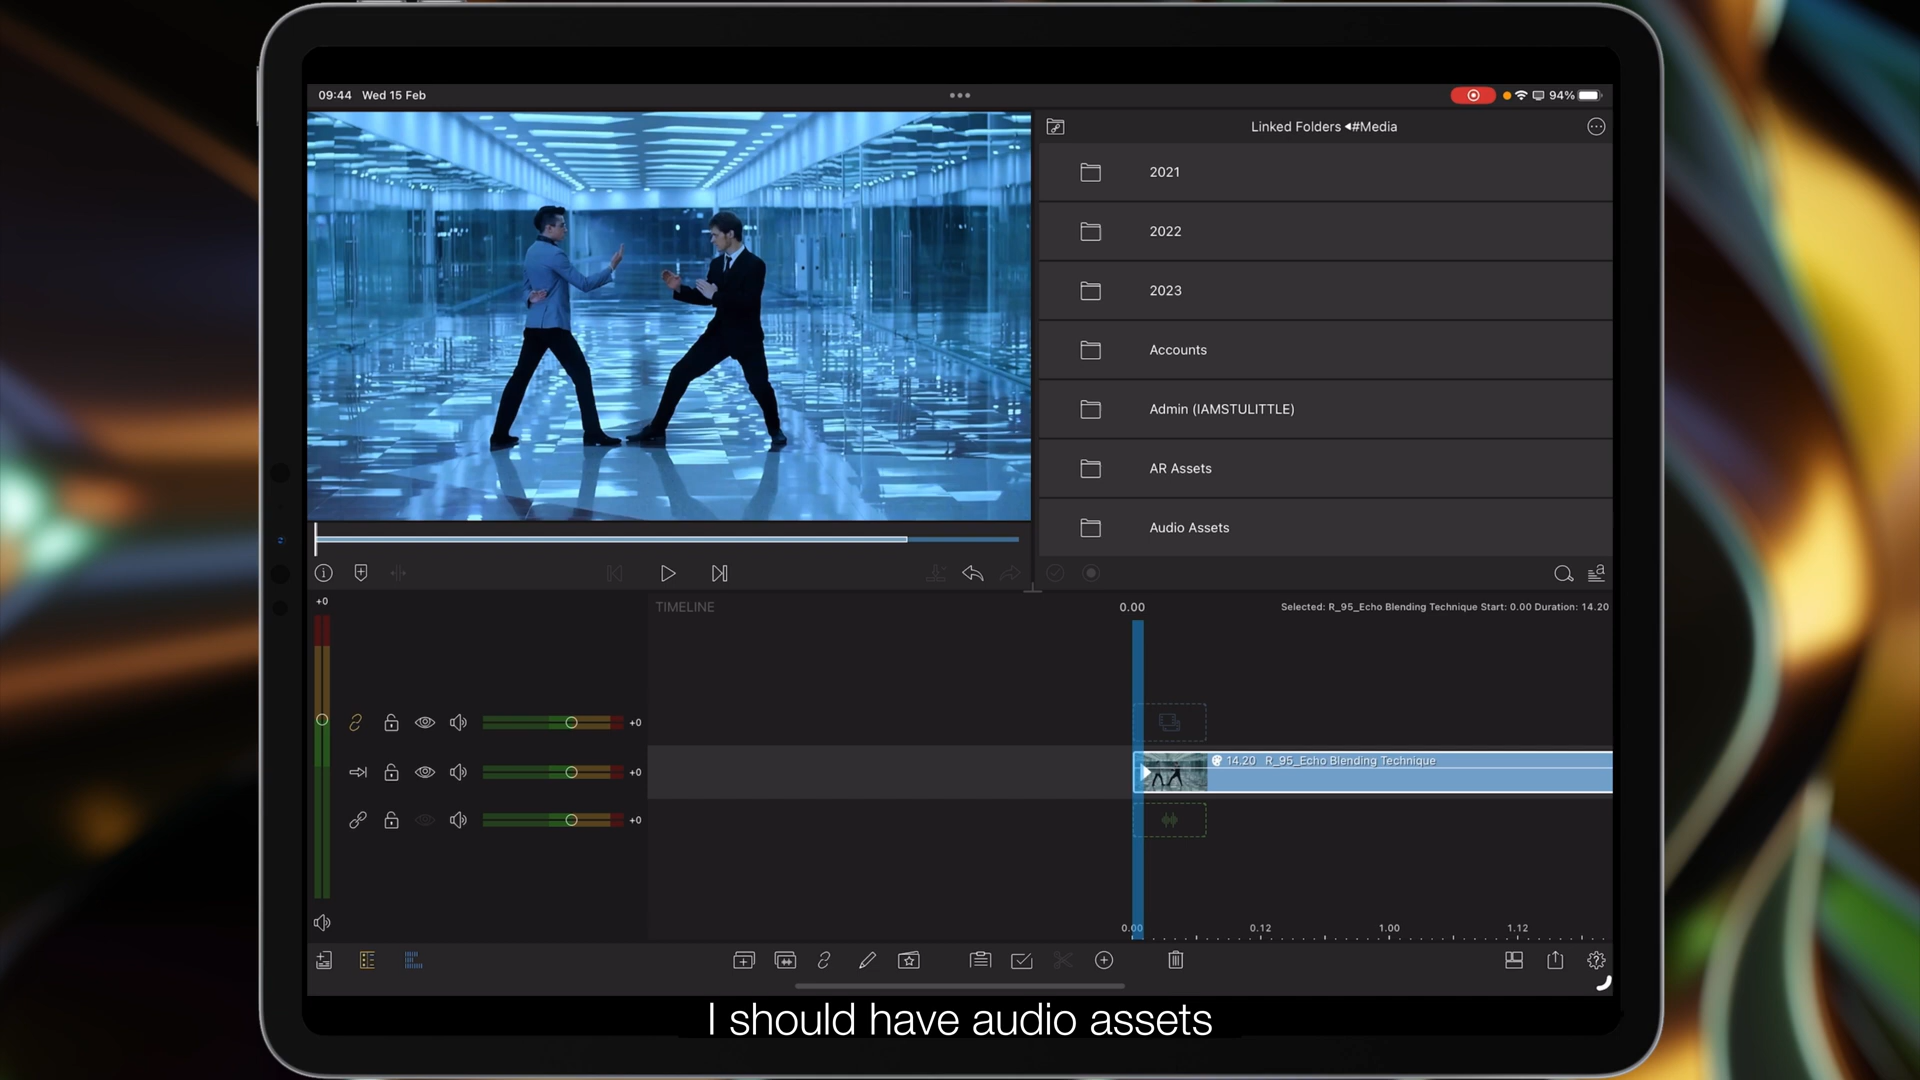 09:44 Wed 15 Feb
94%
Linked Folders ◀#Media
2021
2022
2023
Accounts
Admin (IAMSTULITTLE)
AR Assets
Audio Assets
+0
TIMELINE
0.00
Selected: R_95_Echo Blending Technique Start: 0.00 Duration: 14.20
+0
14.20 R_95_Echo Blending Technique
+0
+0
0.00 0.12 1.00 1.12
I should have audio assets